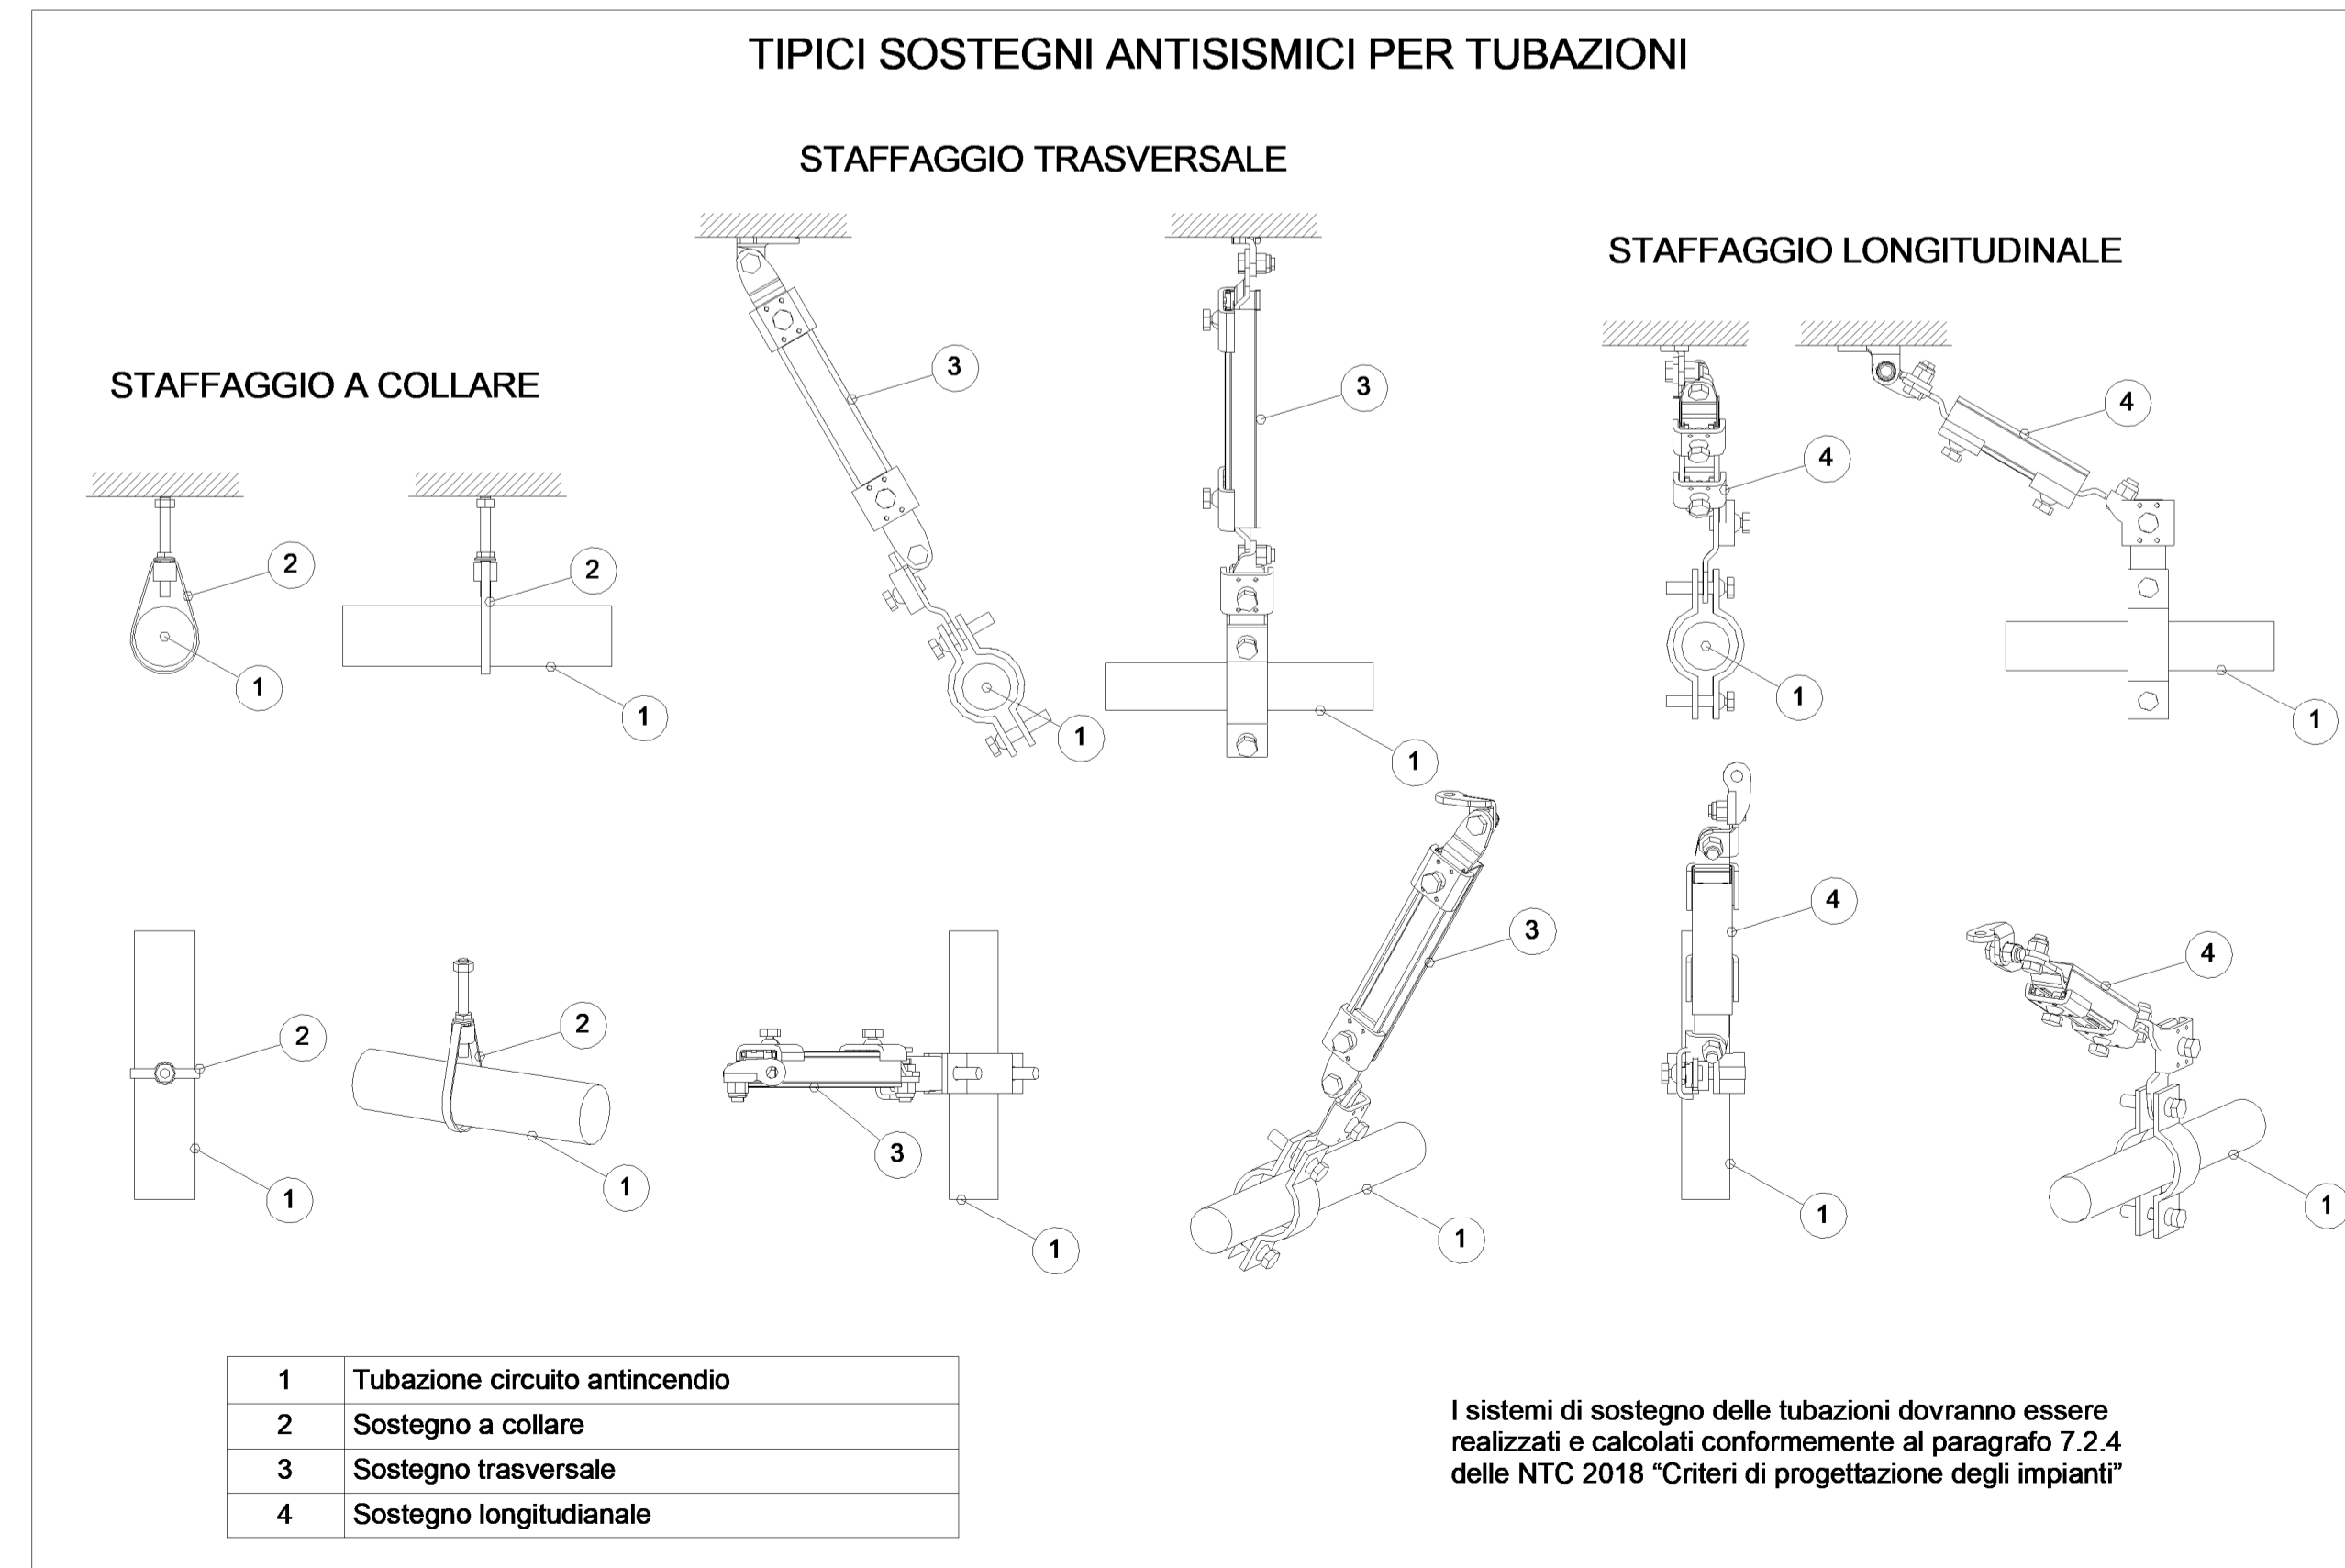 TIPICI SOSTEGNI ANTISISMICI PER TUBAZIONI
STAFFAGGIO TRASVERSALE
STAFFAGGIO LONGITUDINALE
STAFFAGGIO A COLLARE
3
3
4
4
2
2
1
1
1
1
1
1
3
4
4
2
2
3
1
1
1
1
1
1
1 Tubazione circuito antincendio
2 Sostegno a collare
3 Sostegno trasversale
4 Sostegno longitudianale
I sistemi di sostegno delle tubazioni dovranno essere
realizzati e calcolati conformemente al paragrafo 7.2.4
delle NTC 2018 “Criteri di progettazione degli impianti”